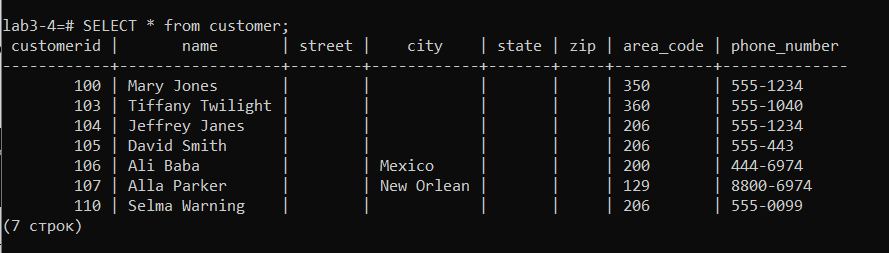 lab3-4=# SELECT * from customer;
customerid | name | street | city | state | zip | area_code | phone_number
-----------+------------------+--------+------------+-------+-----+-----------+--------------
100 | Mary Jones | | | | | 350 | 555-1234
103 | Tiffany Twilight | | | | | 360 | 555-1040
104 | Jeffrey Janes | | | | | 206 | 555-1234
105 | David Smith | | | | | 206 | 555-443
106 | Ali Baba | | Mexico | | | 200 | 444-6974
107 | Alla Parker | | New Orlean | | | 129 | 8800-6974
110 | Selma Warning | | | | | 206 | 555-0099
(7 строк)